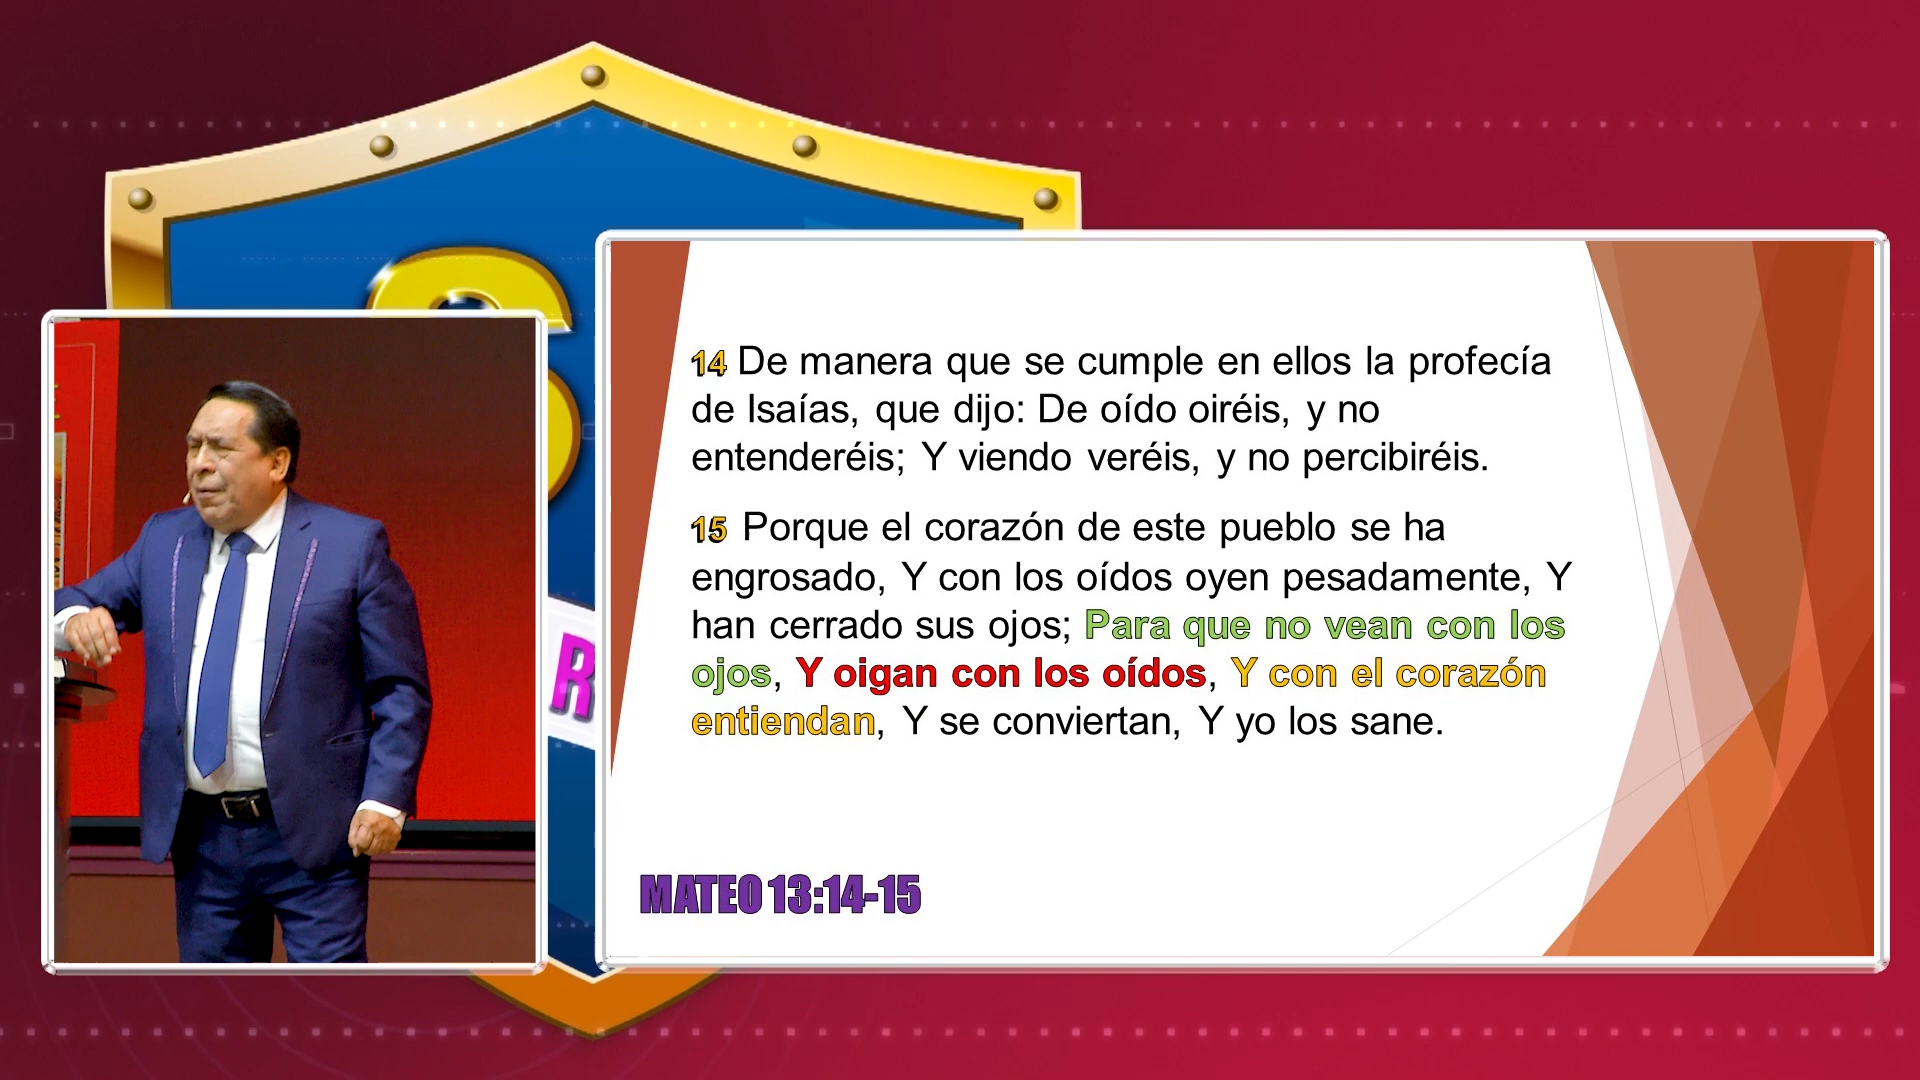 14 De manera que se cumple en ellos la profecía
de Isaías, que dijo: De oído oiréis, y no
entenderéis; Y viendo veréis, y no percibiréis.
15 Porque el corazón de este pueblo se ha
engrosado, Y con los oídos oyen pesadamente, Y
han cerrado sus ojos; Para que no vean con los
ojos, Y oigan con los oídos, Y con el corazón
entiendan, Y se conviertan, Y yo los sane.
MATEO 13:14-15